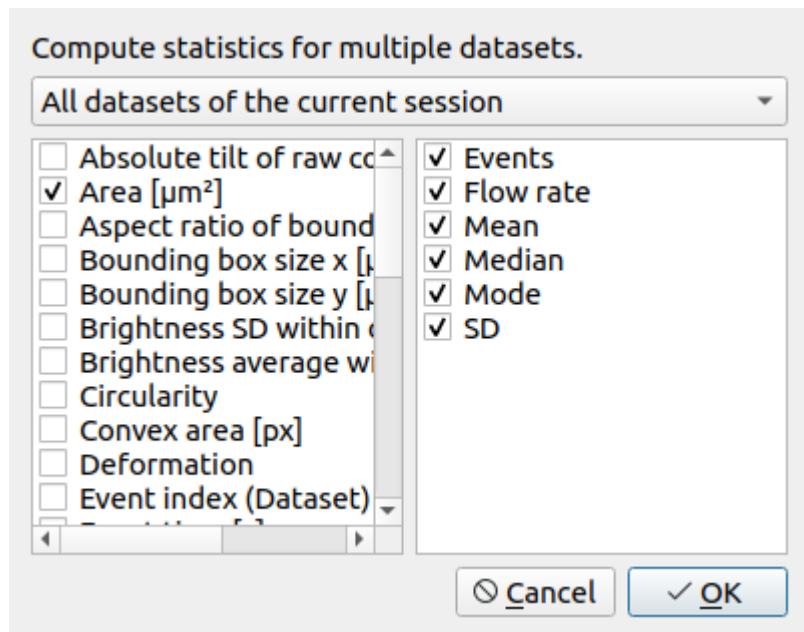 Compute statistics for multiple datasets.
All datasets of the current session
Absolute tilt of raw
Area [µm²]
Aspect ratio of bound
Bounding box size x [
Bounding box size y [
Brightness SD within
Brightness average wi
Circularity
Convex area [px]
Deformation
Event index (Dataset)
Events
Flow rate
Mean
Median
Mode
SD
Cancel
OK